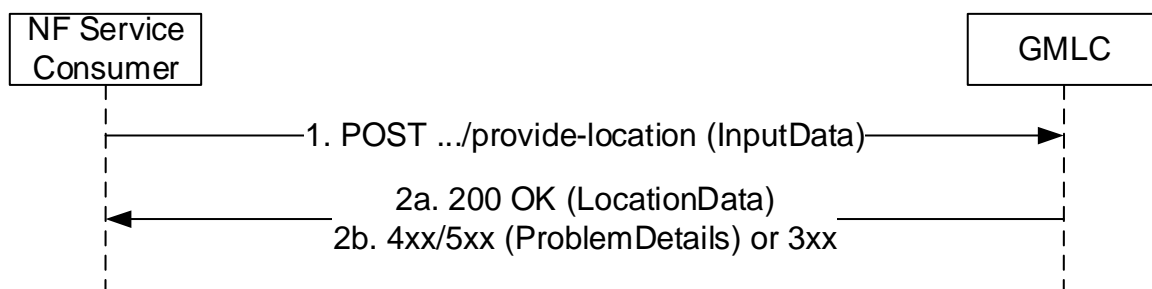 NF Service
Consumer
GMLC
1. POST .../provide-location (InputData)
2a. 200 OK (LocationData)
2b. 4xx/5xx (ProblemDetails) or 3xx